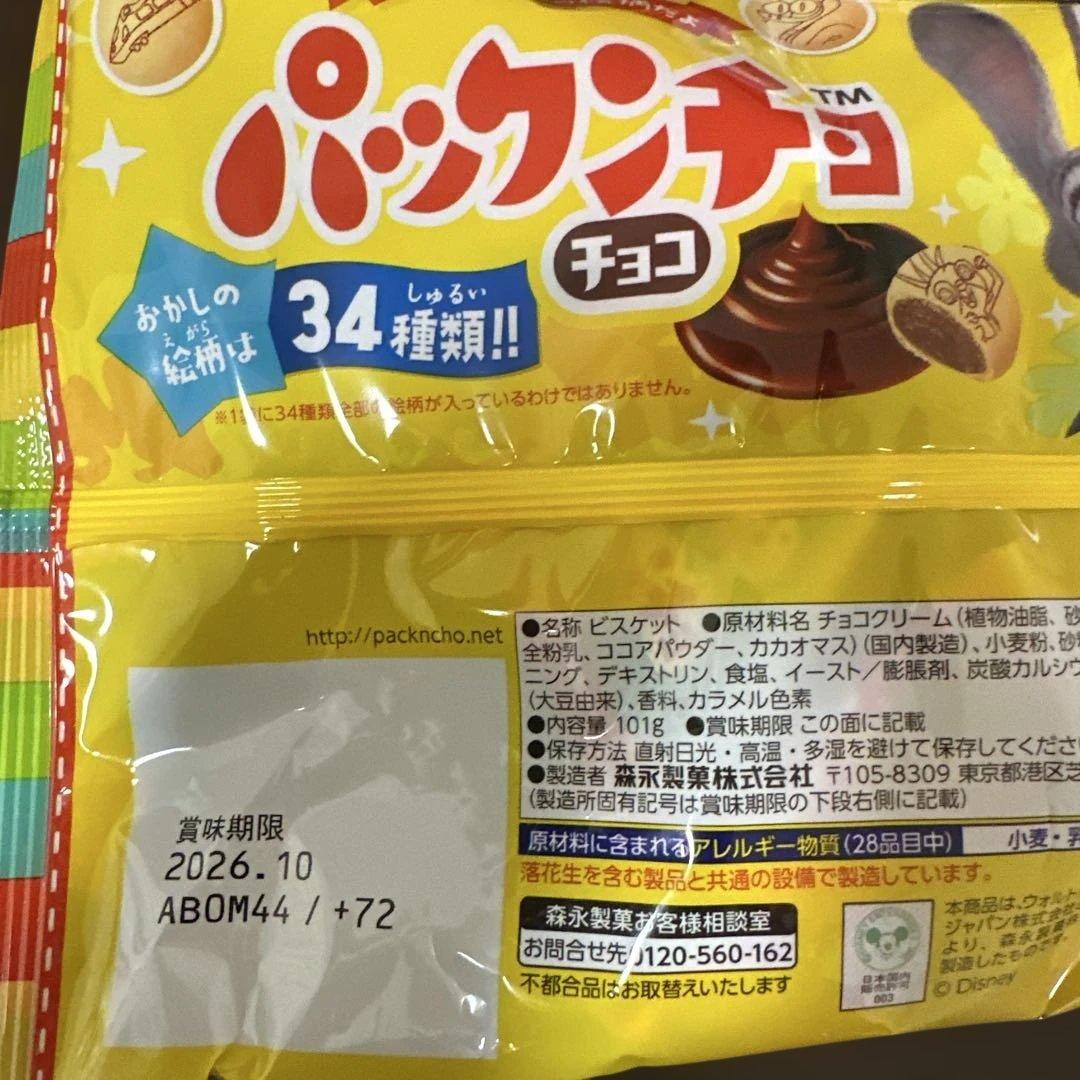 パックンチョ™
チョコ
おかしの
えがら
絵柄は
しゅるい
34種類!!
※1袋に34種類全部の絵柄が入っているわけではありません。
http://packncho.net
●名称 ビスケット ●原材料名 チョコクリーム(植物油脂、砂
全粉乳、ココアパウダー、カカオマス)(国内製造)、小麦粉、砂
ニング、デキストリン、食塩、イースト/膨脹剤、炭酸カルシウ
(大豆由来)、香料、カラメル色素
●内容量 101g ●賞味期限 この面に記載
●保存方法 直射日光・高温・多湿を避けて保存してくださ
●製造者 森永製菓株式会社 〒105-8309 東京都港区芝
(製造所固有記号は賞味期限の下段右側に記載)
賞味期限
2026.10
ABOM44 / +72
原材料に含まれるアレルギー物質(28品目中) 小麦・乳
落花生を含む製品と共通の設備で製造しています。
森永製菓お客様相談室
お問合せ先 0120-560-162
不都合品はお取替えいたします
日本国内
販売許可
003
本商品は、ウォルト
ジャパン株式会社
より、森永製菓株
製造したものです。
© Disney